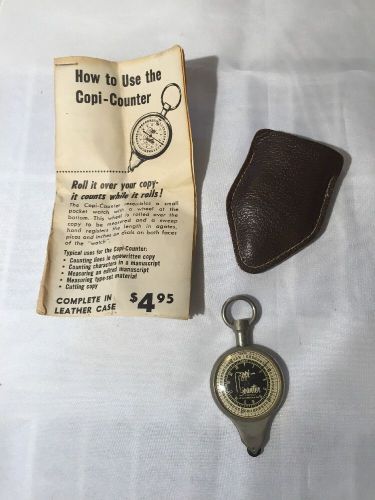 How to Use the
Copi-Counter
Roll it over your copy-
it counts while it rolls!
The Copi-Counter resembles a small
pocket watch with a wheel at the
bottom. This wheel is rolled over the
copy to be measured and a sweep
hand registers the length in agates,
picas and inches on dials on both faces
of the "watch".
Typical uses for the Copi-Counter:
• Counting lines in typewritten copy
• Counting characters in a manuscript
• Measuring an edited manuscript
• Measuring type-set material
• Cutting copy
COMPLETE IN
LEATHER CASE
$4.95
Copi
Counter